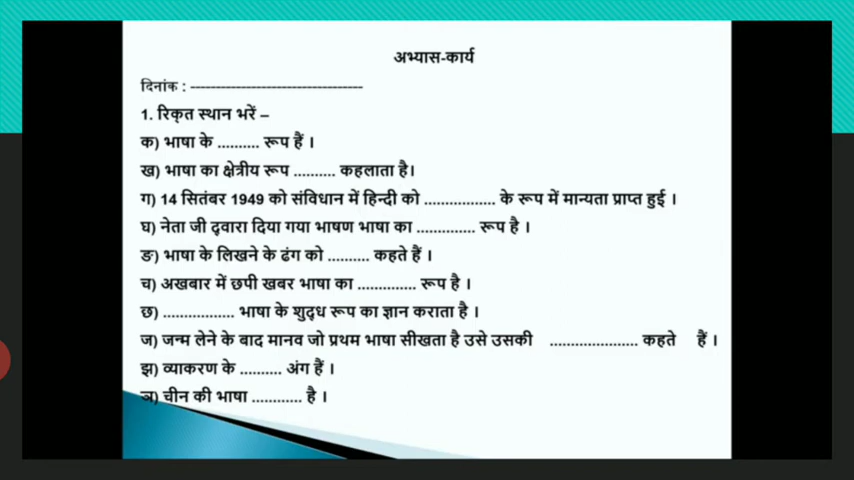 अभ्यास-कार्य
दिनांक : -----------------------------------
1. रिक्त स्थान भरें –
क) भाषा के .......... रूप हैं ।
ख) भाषा का क्षेत्रीय रूप .......... कहलाता है।
ग) 14 सितंबर 1949 को संविधान में हिन्दी को ................. के रूप में मान्यता प्राप्त हुई ।
घ) नेता जी द्वारा दिया गया भाषण भाषा का .............. रूप है ।
ङ) भाषा के लिखने के ढंग को .......... कहते हैं ।
च) अखबार में छपी खबर भाषा का .............. रूप है ।
छ) ................. भाषा के शुद्ध रूप का ज्ञान कराता है ।
ज) जन्म लेने के बाद मानव जो प्रथम भाषा सीखता है उसे उसकी ..................... कहते हैं ।
झ) व्याकरण के .......... अंग हैं ।
ञ) चीन की भाषा ............ है ।